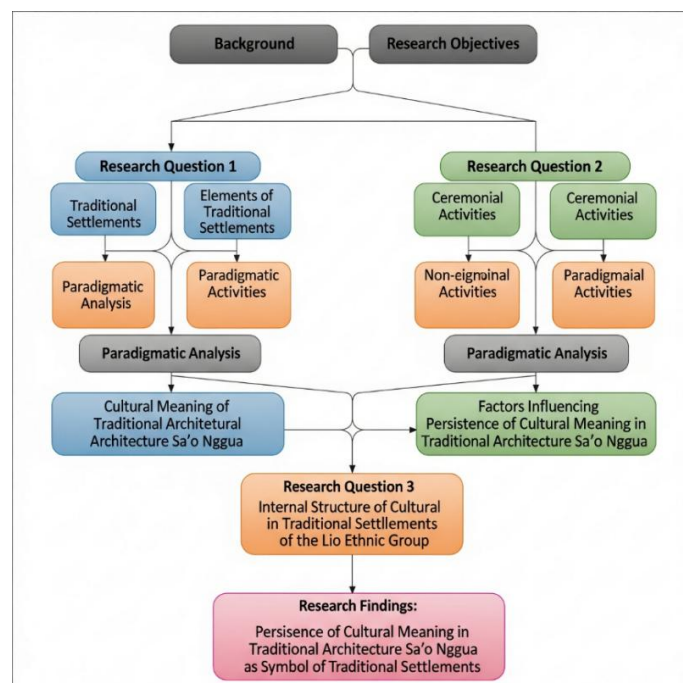 Background
Research Objectives
Research Question 1
Research Question 2
Traditional
Settlements
Elements of
Traditional
Settlements
Ceremonial
Activities
Ceremonial
Activities
Paradigmatic
Analysis
Paradigmatic
Activities
Non-eigminal
Activities
Paradigmaial
Activities
Paradigmatic Analysis
Paradigmatic Analysis
Cultural Meaning of
Traditional Architetural
Architecture Sa'o Nggua
Factors Influencing
Persistence of Cultural Meaning in
Traditional Architecture Sa'o Nggua
Research Question 3
Internal Structure of Cultural
in Traditional Settllements
of the Lio Ethnic Group
Research Findings:
Persisence of Cultural Meaning in
Traditional Architecture Sa'o Nggua
as Symbol of Traditional Settlements